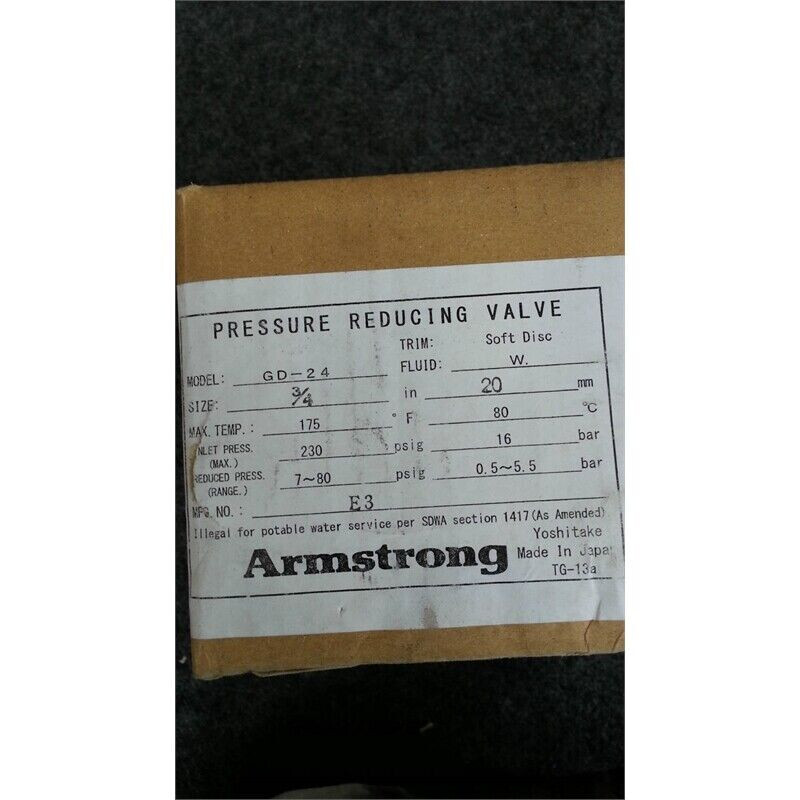 PRESSURE REDUCING VALVE
TRIM: Soft Disc
MODEL: GD-24 FLUID: W.
SIZE: 3/4 in 20 mm
MAX. TEMP.: 175 °F 80 °C
INLET PRESS. (MAX.) 230 psig 16 bar
REDUCED PRESS. (RANGE.) 7~80 psig 0.5~5.5 bar
MFG. NO.: E3
Illegal for potable water service per SDWA section 1417(As Amended)
Yoshitake
Armstrong Made In Japa
TG-13a